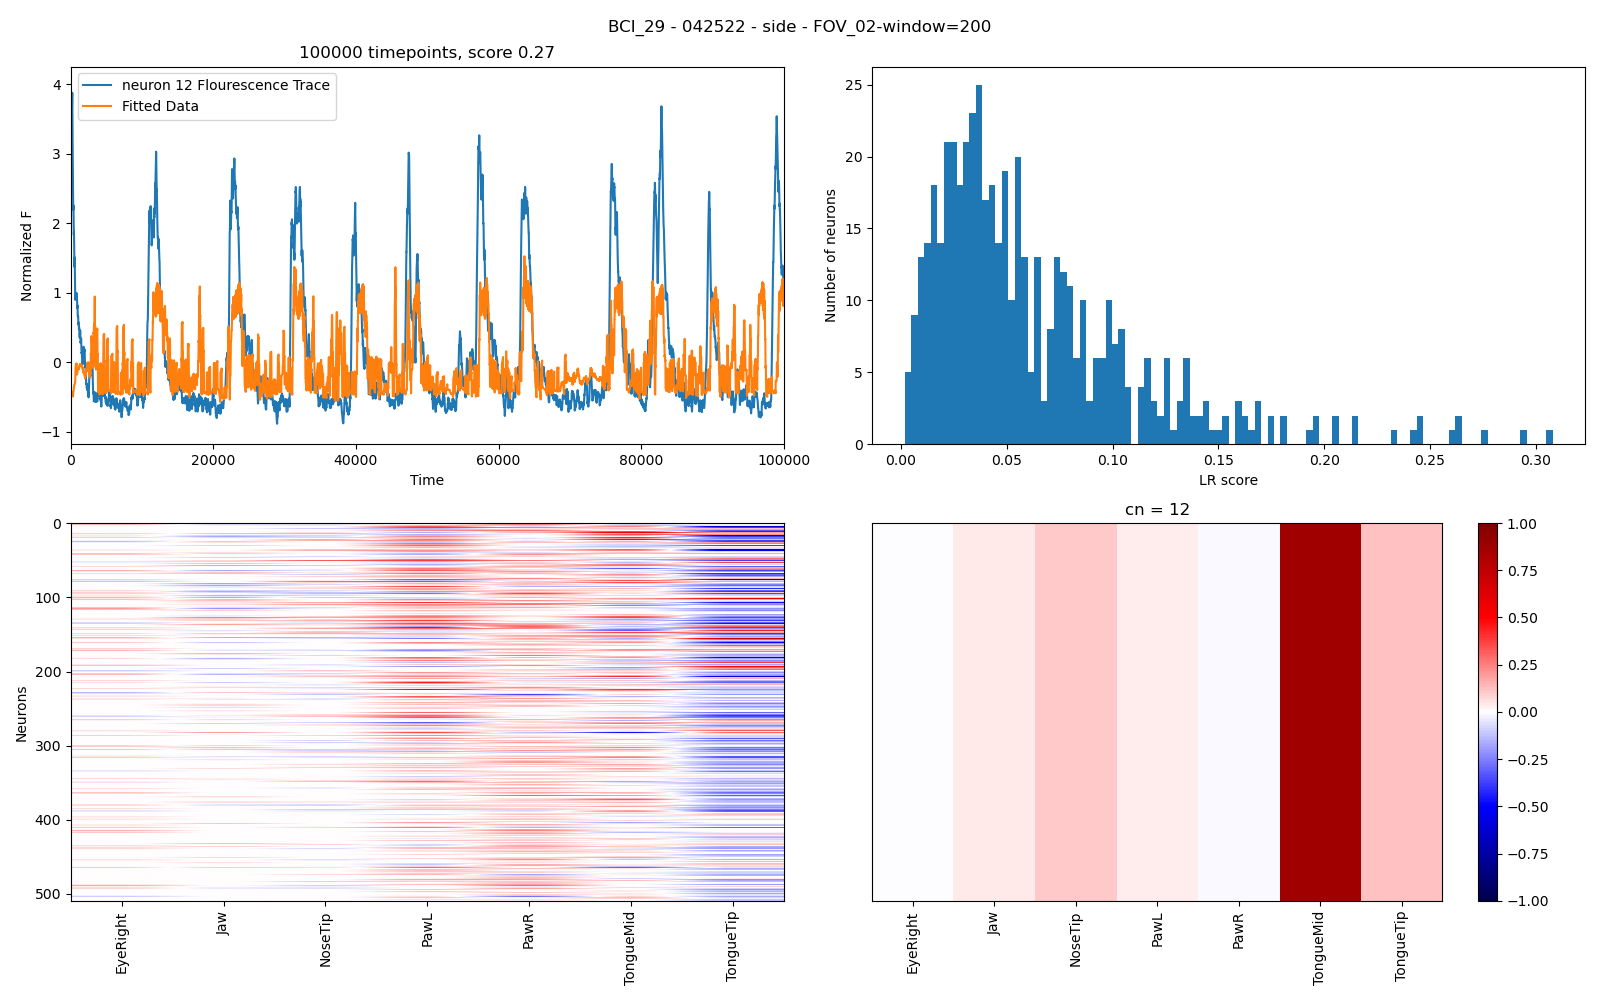 BCI_29 - 042522 - side - FOV_02-window=200
100000 timepoints, score 0.27
neuron 12 Flourescence Trace
Fitted Data
Normalized F
4
3
2
1
0
−1
0 20000 40000 60000 80000 100000
Time
Number of neurons
25
20
15
10
5
0
0.00 0.05 0.10 0.15 0.20 0.25 0.30
LR score
Neurons
0
100
200
300
400
500
EyeRight Jaw NoseTip PawL PawR TongueMid TongueTip
cn = 12
EyeRight Jaw NoseTip PawL PawR TongueMid TongueTip
1.00
0.75
0.50
0.25
0.00
−0.25
−0.50
−0.75
−1.00